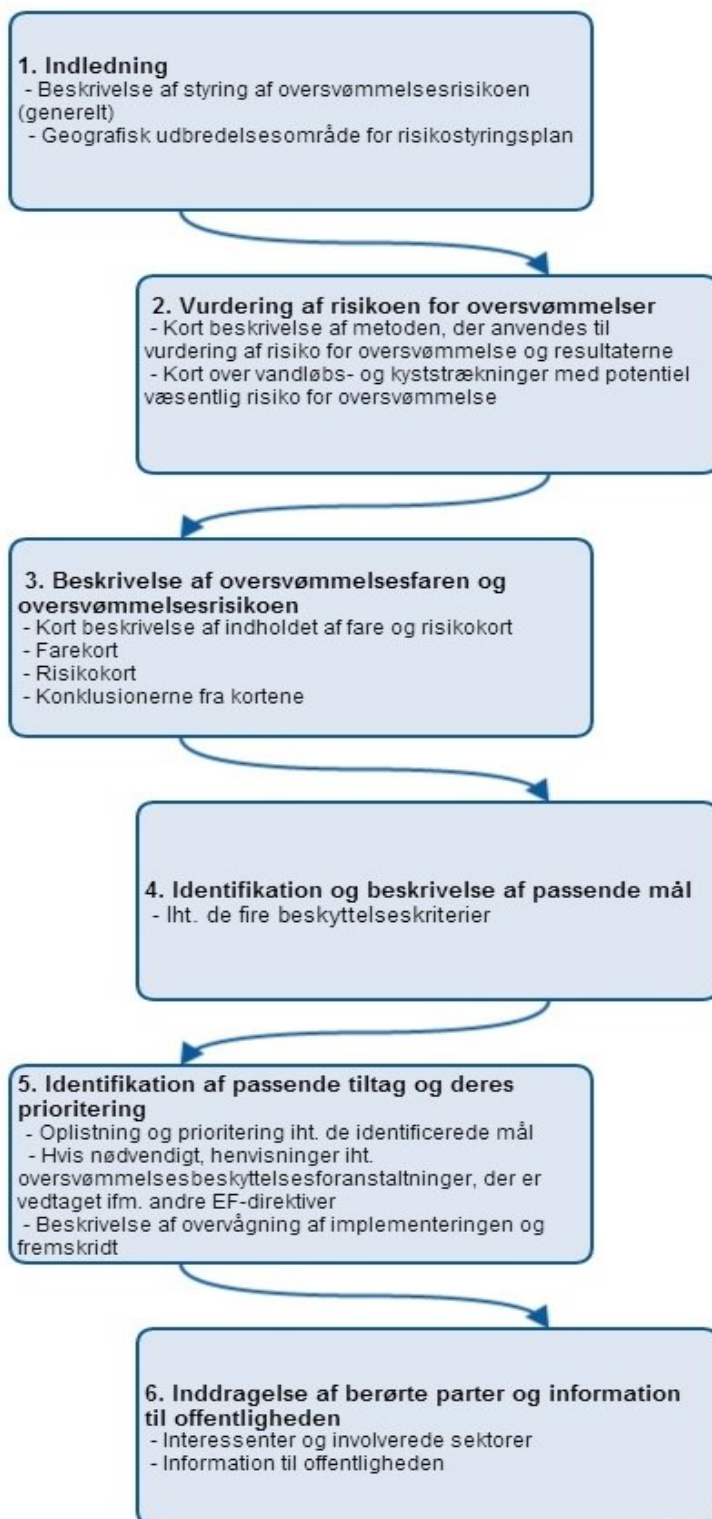 1. Indledning
- Beskrivelse af styring af oversvømmelsesrisikoen
(generelt)
- Geografisk udbredelsesområde for risikostyringsplan
2. Vurdering af risikoen for oversvømmelser
- Kort beskrivelse af metoden, der anvendes til
vurdering af risiko for oversvømmelse og resultaterne
- Kort over vandløbs- og kyststrækninger med potentiel
væsentlig risiko for oversvømmelse
3. Beskrivelse af oversvømmelsesfaren og
oversvømmelsesrisikoen
- Kort beskrivelse af indholdet af fare og risikokort
- Farekort
- Risikokort
- Konklusionerne fra kortene
4. Identifikation og beskrivelse af passende mål
- Iht. de fire beskyttelseskriterier
5. Identifikation af passende tiltag og deres
prioritering
- Oplistning og prioritering iht. de identificerede mål
- Hvis nødvendigt, henvisninger iht.
oversvømmelsesbeskyttelsesforanstaltninger, der er
vedtaget ifm. andre EF-direktiver
- Beskrivelse af overvågning af implementeringen og
fremskridt
6. Inddragelse af berørte parter og information
til offentligheden
- Interessenter og involverede sektorer
- Information til offentligheden